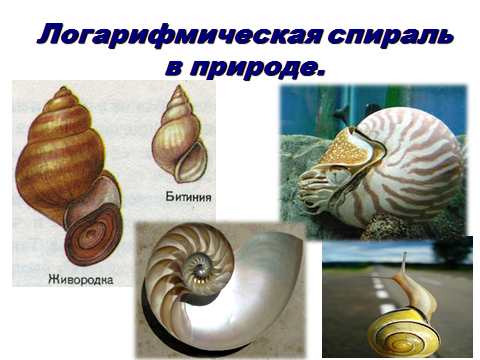 Логарифмическая спираль
в природе.
Битиния
Живородка